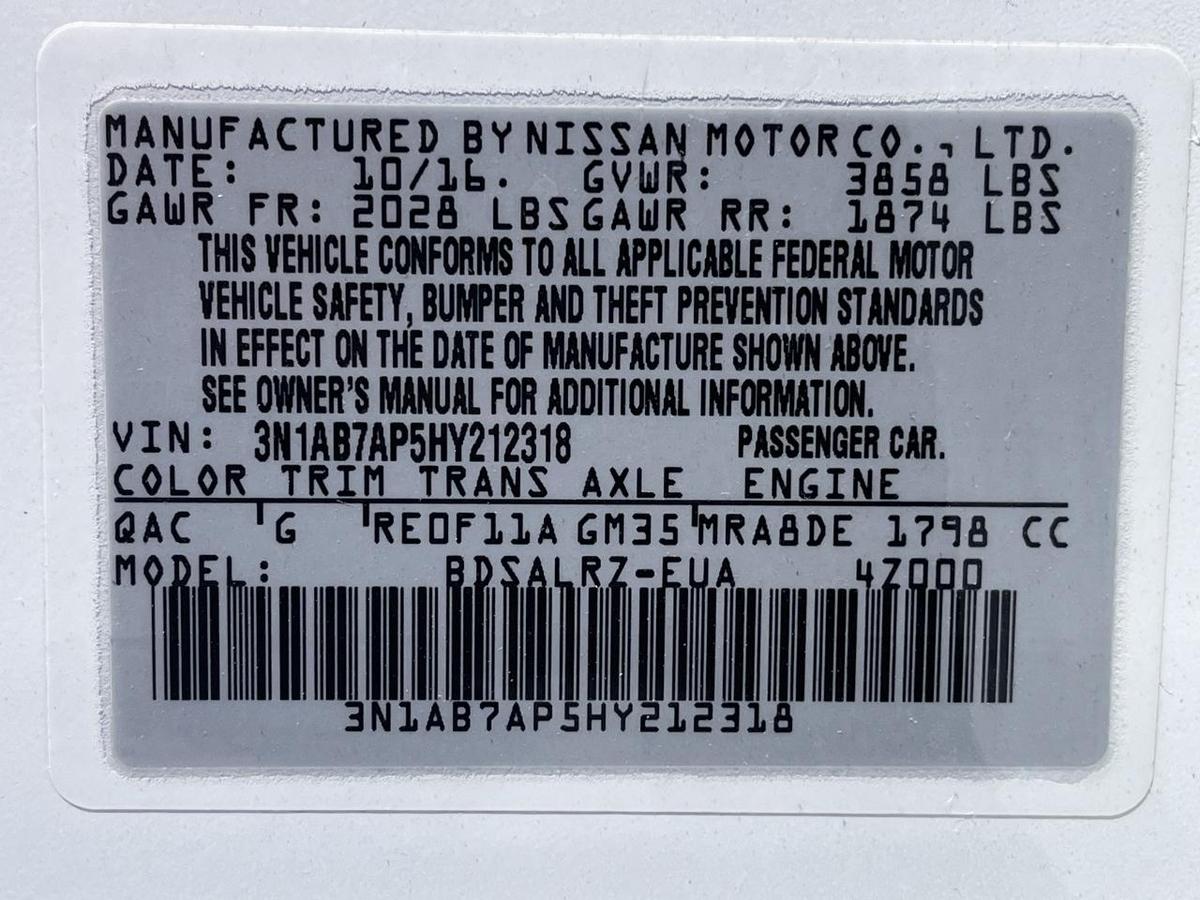 MANUFACTURED BY NISSAN MOTOR CO., LTD.
DATE: 10/16. GVWR: 3858 LBS
GAWR FR: 2028 LBS GAWR RR: 1874 LBS
THIS VEHICLE CONFORMS TO ALL APPLICABLE FEDERAL MOTOR
VEHICLE SAFETY, BUMPER AND THEFT PREVENTION STANDARDS
IN EFFECT ON THE DATE OF MANUFACTURE SHOWN ABOVE.
SEE OWNER'S MANUAL FOR ADDITIONAL INFORMATION.
VIN: 3N1AB7AP5HY212318 PASSENGER CAR.
COLOR TRIM TRANS AXLE ENGINE
QAC G RE0F11A GM35 MRA8DE 1798 CC
MODEL: BDSALRZ-EUA 4Z000
3N1AB7AP5HY212318